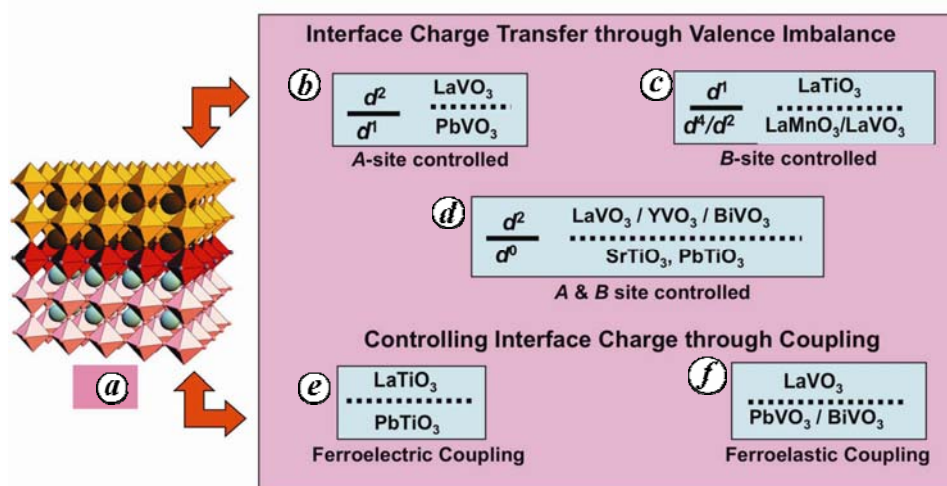 Interface Charge Transfer through Valence Imbalance
b
d²
d¹
LaVO₃
PbVO₃
A-site controlled
c
d¹
d⁴/d²
LaTiO₃
LaMnO₃/LaVO₃
B-site controlled
d
d²
d⁰
LaVO₃ / YVO₃ / BiVO₃
SrTiO₃, PbTiO₃
A & B site controlled
a
Controlling Interface Charge through Coupling
e
LaTiO₃
PbTiO₃
Ferroelectric Coupling
f
LaVO₃
PbVO₃ / BiVO₃
Ferroelastic Coupling